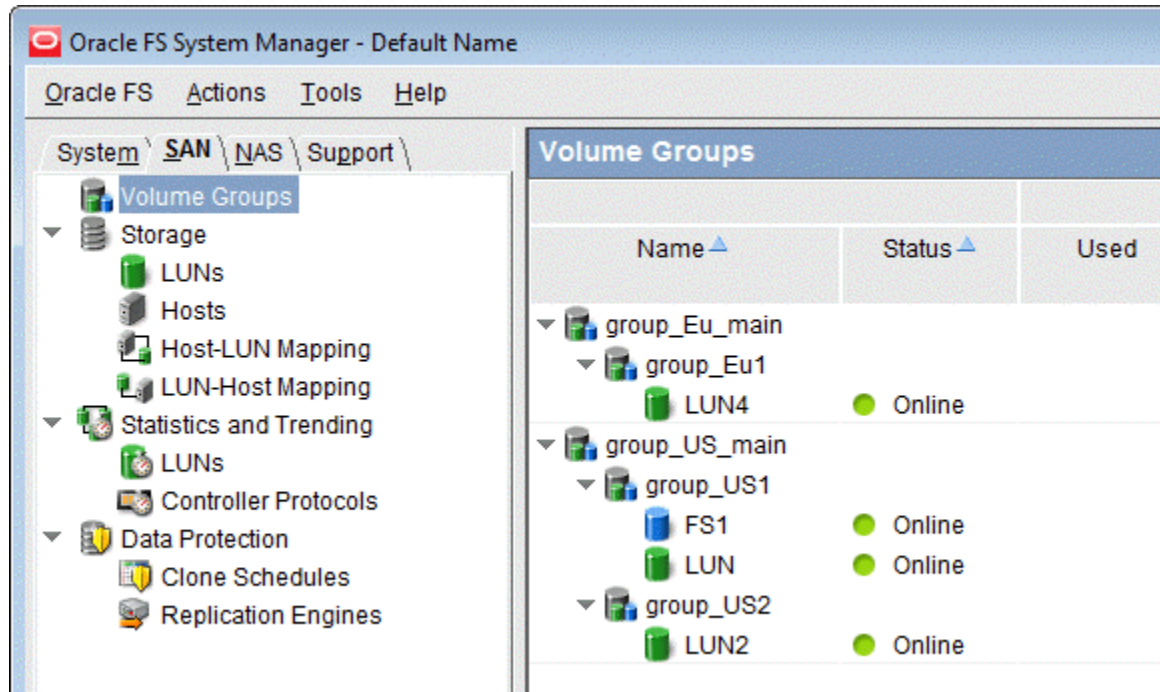 Oracle FS System Manager - Default Name
Oracle FS Actions Tools Help
System SAN NAS Support
Volume Groups
Storage
LUNs
Hosts
Host-LUN Mapping
LUN-Host Mapping
Statistics and Trending
LUNs
Controller Protocols
Data Protection
Clone Schedules
Replication Engines
Volume Groups
Name Status Used
group_Eu_main
group_Eu1
LUN4 Online
group_US_main
group_US1
FS1 Online
LUN Online
group_US2
LUN2 Online